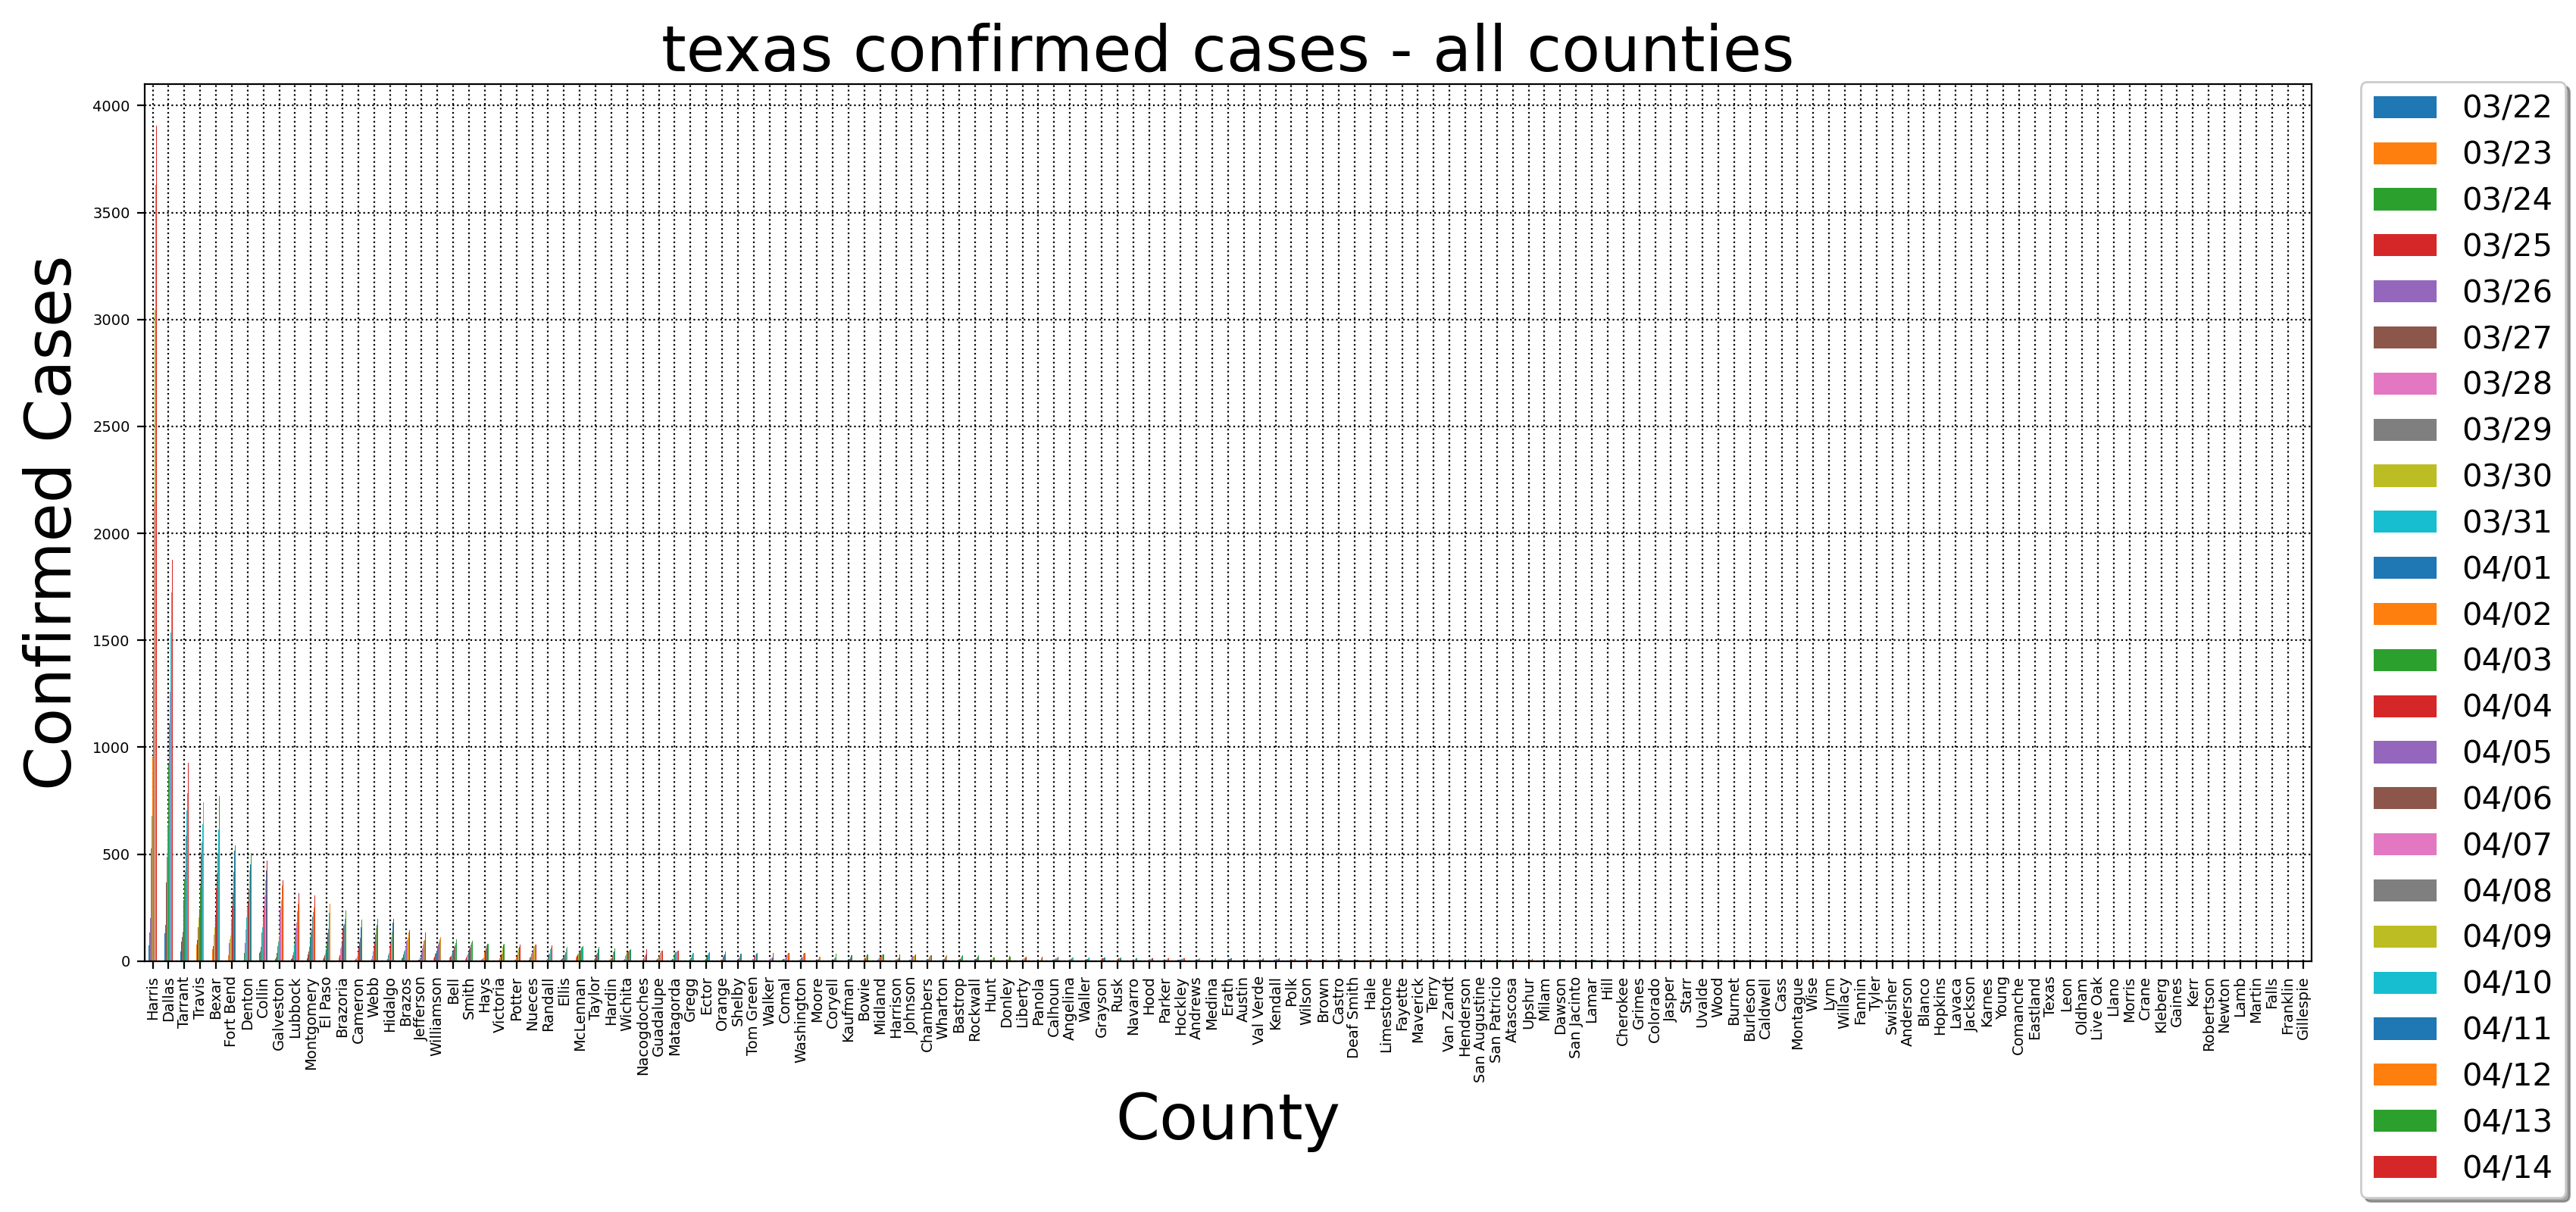 texas confirmed cases - all counties
Confirmed Cases
4000
3500
3000
2500
2000
1500
1000
500
0
Harris
Dallas
Tarrant
Travis
Bexar
Fort Bend
Denton
Collin
Galveston
Lubbock
Montgomery
El Paso
Brazoria
Cameron
Webb
Hidalgo
Brazos
Jefferson
Williamson
Bell
Smith
Hays
Victoria
Potter
Nueces
Randall
Ellis
McLennan
Taylor
Hardin
Wichita
Nacogdoches
Guadalupe
Matagorda
Gregg
Ector
Orange
Shelby
Tom Green
Walker
Comal
Washington
Moore
Coryell
Kaufman
Bowie
Midland
Harrison
Johnson
Chambers
Wharton
Bastrop
Rockwall
Hunt
Donley
Liberty
Panola
Calhoun
Angelina
Waller
Grayson
Rusk
Navarro
Hood
Parker
Hockley
Andrews
Medina
Erath
Austin
Val Verde
Kendall
Polk
Wilson
Brown
Castro
Deaf Smith
Hale
Limestone
Fayette
Maverick
Terry
Van Zandt
Henderson
San Augustine
San Patricio
Atascosa
Upshur
Milam
Dawson
San Jacinto
Lamar
Hill
Cherokee
Grimes
Colorado
Jasper
Starr
Uvalde
Wood
Burnet
Burleson
Caldwell
Cass
Montague
Wise
Lynn
Willacy
Fannin
Tyler
Swisher
Anderson
Blanco
Hopkins
Lavaca
Jackson
Karnes
Young
Comanche
Eastland
Texas
Leon
Oldham
Live Oak
Llano
Morris
Crane
Kleberg
Gaines
Kerr
Robertson
Newton
Lamb
Martin
Falls
Franklin
Gillespie
County
03/22
03/23
03/24
03/25
03/26
03/27
03/28
03/29
03/30
03/31
04/01
04/02
04/03
04/04
04/05
04/06
04/07
04/08
04/09
04/10
04/11
04/12
04/13
04/14